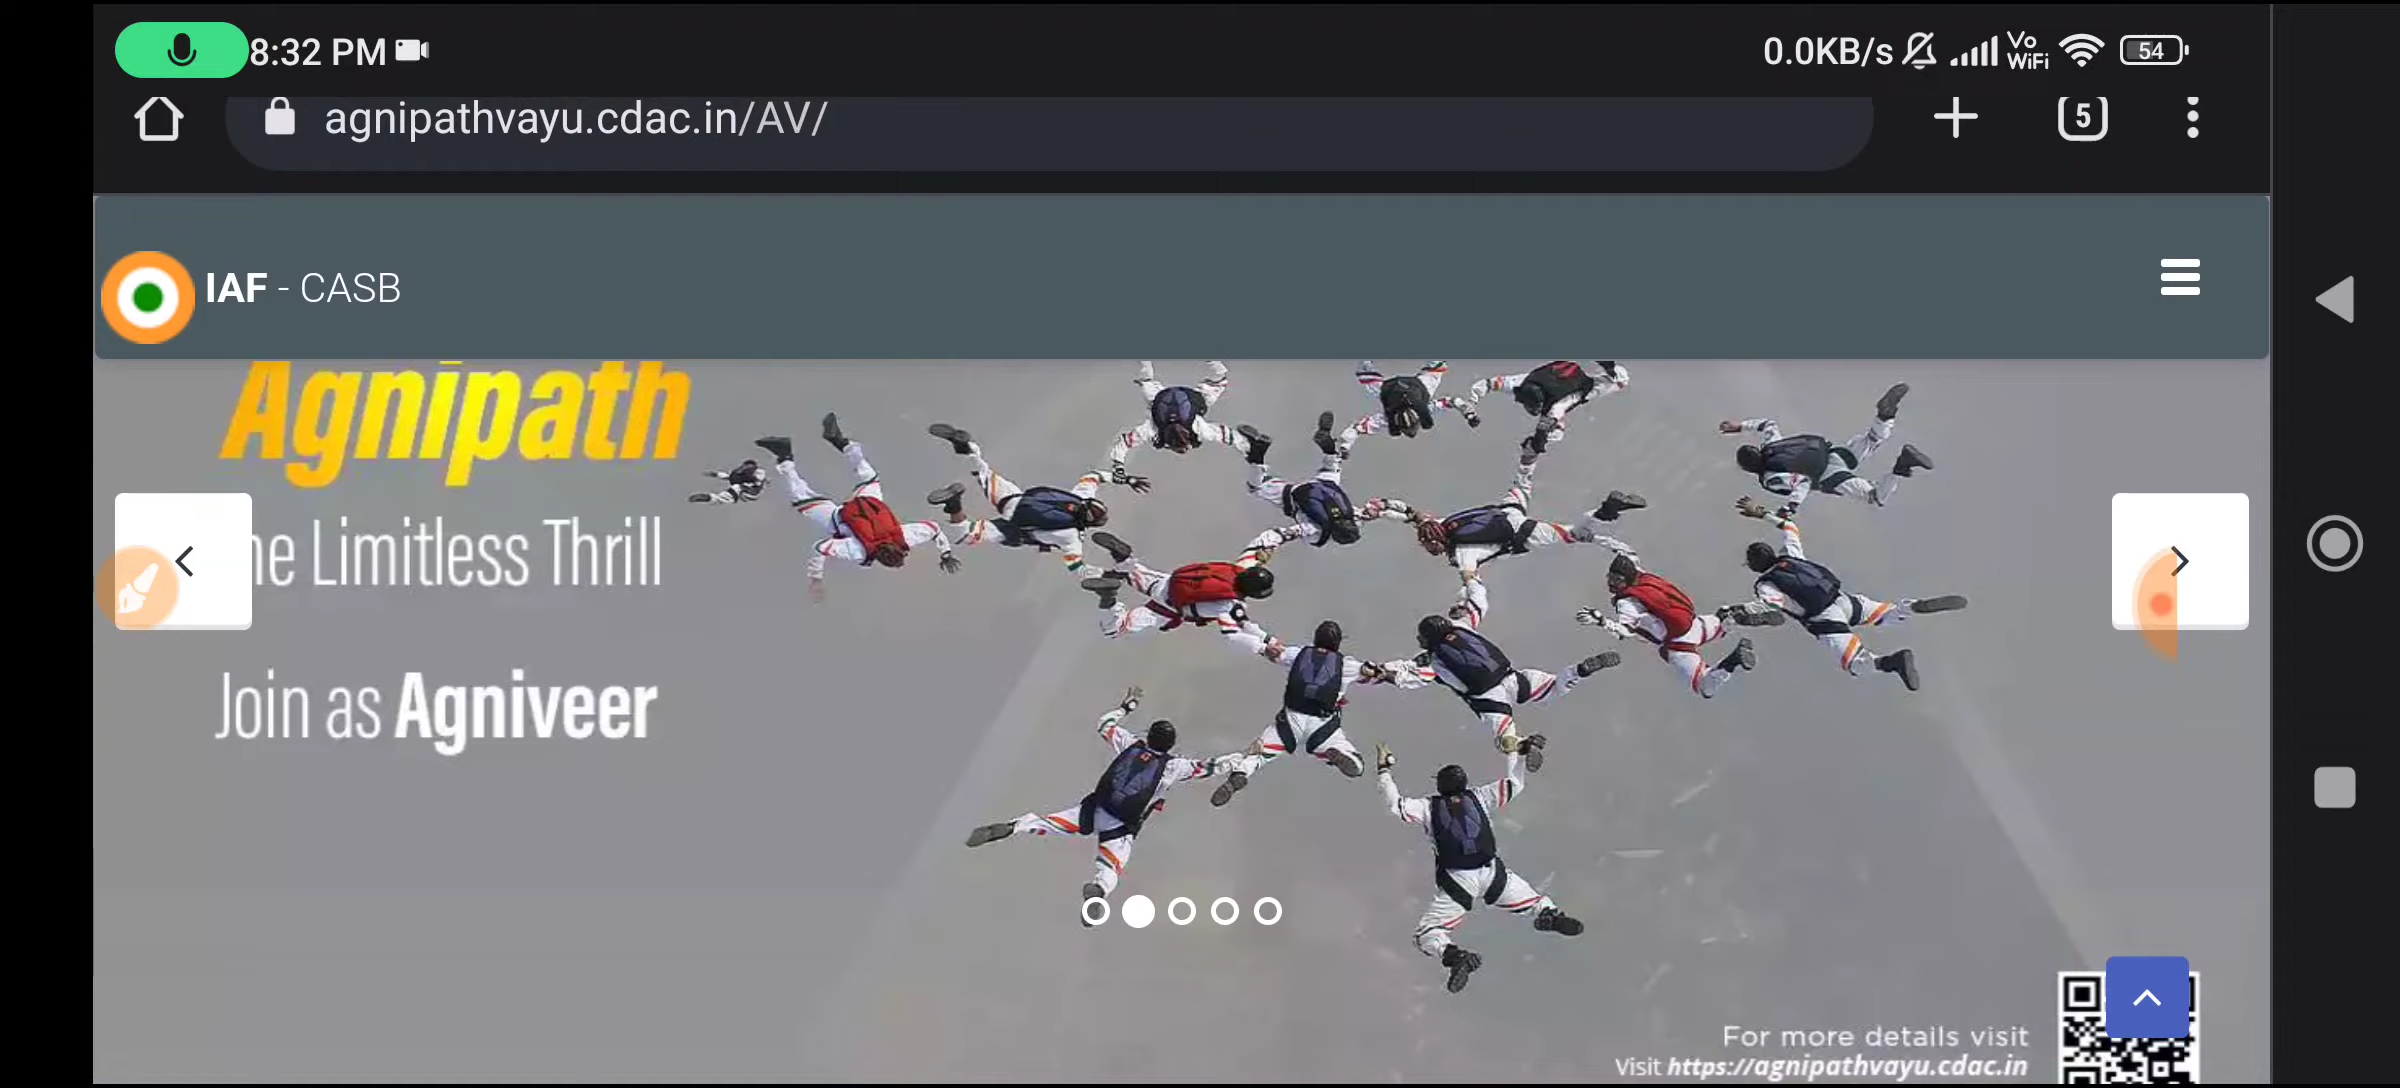 8:32 PM
0.0KB/s
Vo
WiFi
54
agnipathvayu.cdac.in/AV/
5
IAF - CASB
Agnipath
he Limitless Thrill
Join as Agniveer
For more details visit
Visit https://agnipathvayu.cdac.in